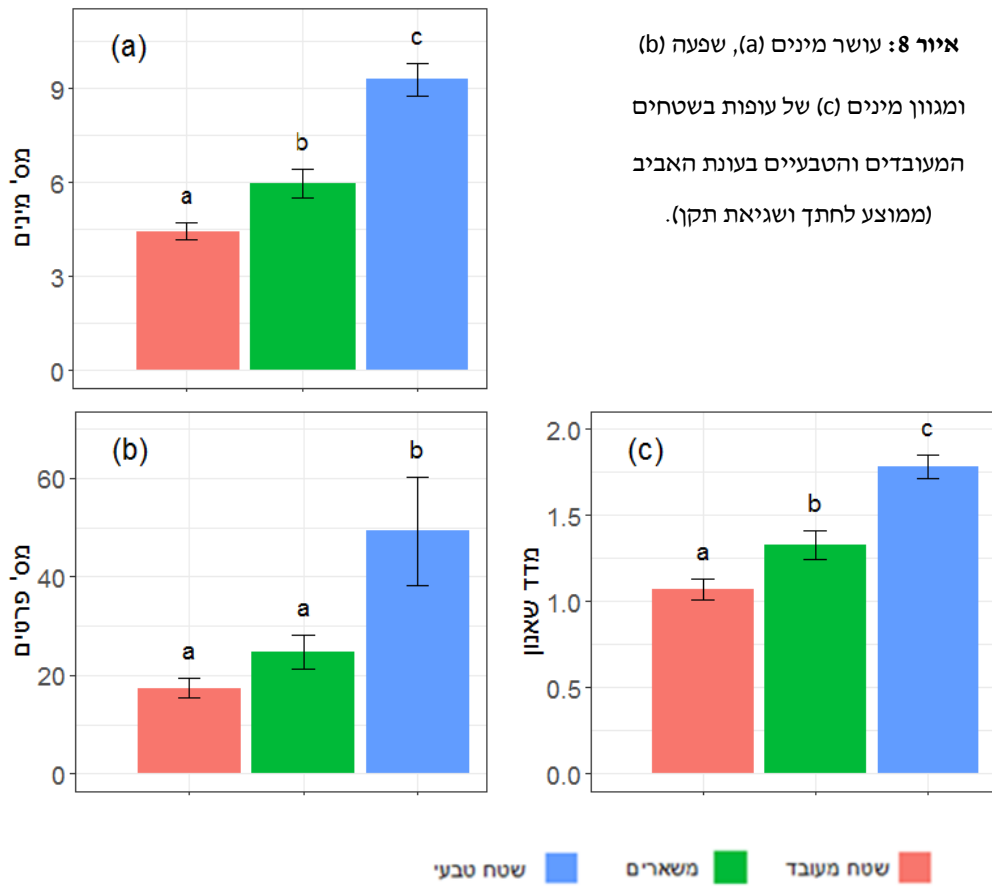 איור 8: עושר מינים (a), שפעה (b)
ומגוון מינים (c) של עופות בשטחים
המעובדים והטבעיים בעונת האביב
(ממוצע לחתך ושגיאת תקן).
(a)
מס' מינים
9
6
3
0
a
b
c
(b)
מס' פרטים
60
40
20
0
a
a
b
(c)
מדד שאנון
2.0
1.5
1.0
0.5
0.0
a
b
c
שטח מעובד
משארים
שטח טבעי